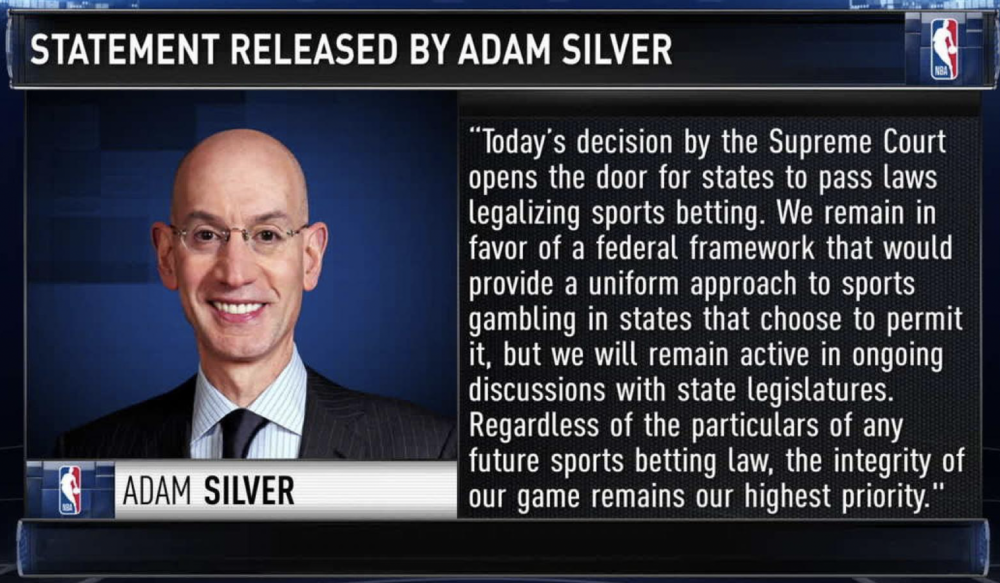 STATEMENT RELEASED BY ADAM SILVER
NBA
“Today’s decision by the Supreme Court
opens the door for states to pass laws
legalizing sports betting. We remain in
favor of a federal framework that would
provide a uniform approach to sports
gambling in states that choose to permit
it, but we will remain active in ongoing
discussions with state legislatures.
Regardless of the particulars of any
future sports betting law, the integrity of
our game remains our highest priority."
NBA
ADAM SILVER